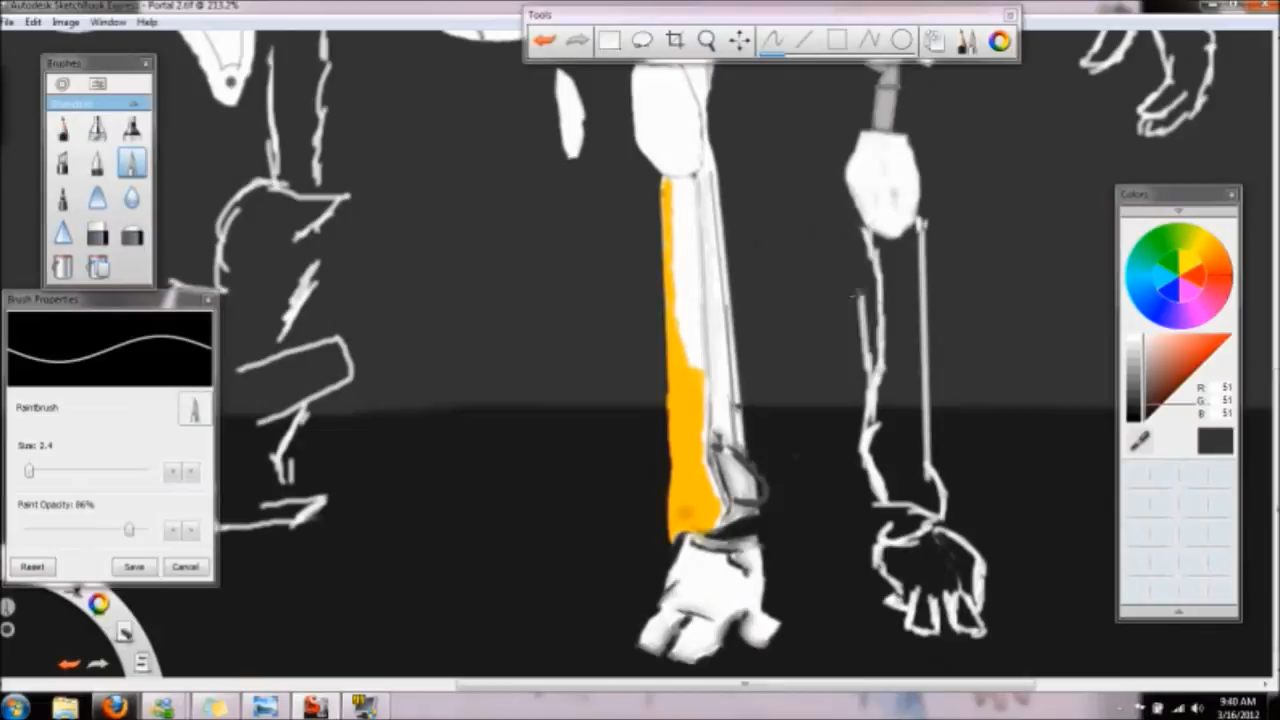 Autodesk SketchBook Express - Portal 2.tif @ 213.2%
File Edit Image Window Help
Tools
Brushes
Standard
Colors
Brush Properties
Paintbrush
Size: 2.4
Paint Opacity: 86%
Reset Save Cancel
R: 51
G: 51
B: 51
9:40 AM
3/16/2012